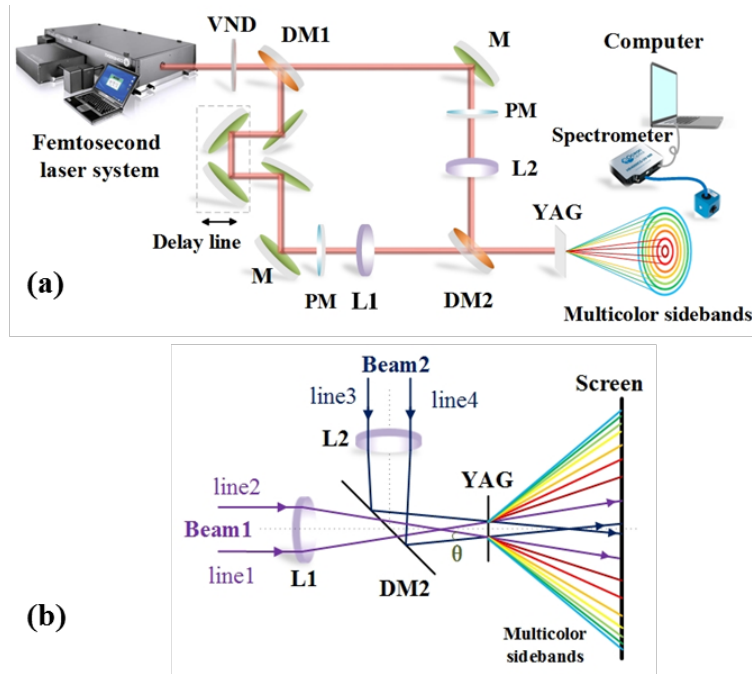 VND
DM1
M
Computer
PM
Spectrometer
Femtosecond
laser system
L2
YAG
Delay line
M
PM
L1
DM2
Multicolor sidebands
(a)
Beam2
Screen
line3
line4
L2
YAG
line2
Beam1
θ
line1
L1
DM2
Multicolor
sidebands
(b)